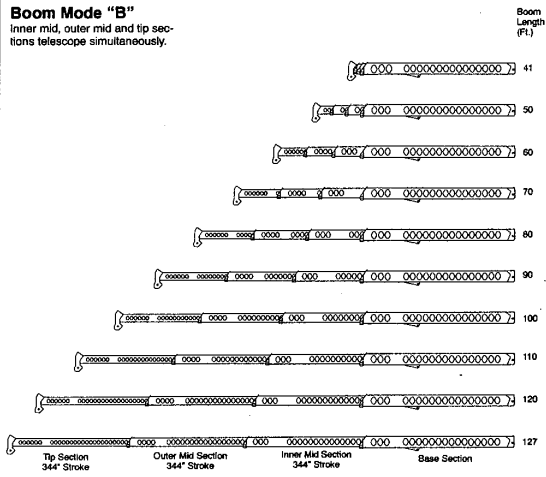 Boom Mode "B"
Inner mid, outer mid and tip sec-
tions telescope simultaneously.
Boom
Length
(Ft.)
41
50
60
70
80
90
100
110
120
127
Tip Section
344" Stroke
Outer Mid Section
344" Stroke
Inner Mid Section
344" Stroke
Base Section